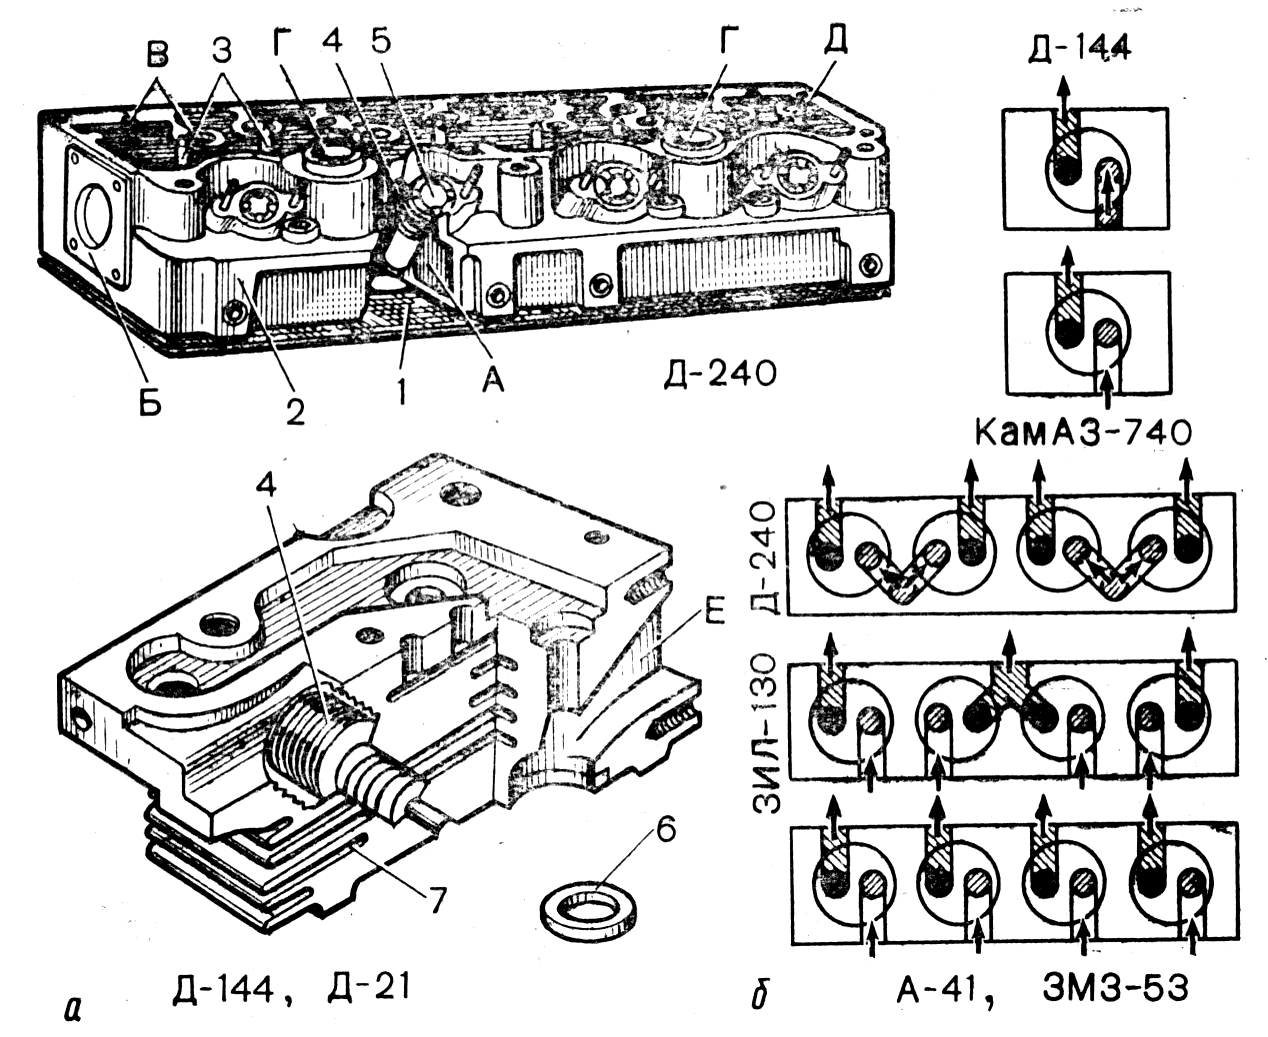 В 3 Г 4 5 Г Д
Б 2 1 А
Д-240
4
Е
7
6
а Д-144, Д-21
Д-144
КамАЗ-740
Д-240
ЗИЛ-130
б А-41, ЗМЗ-53